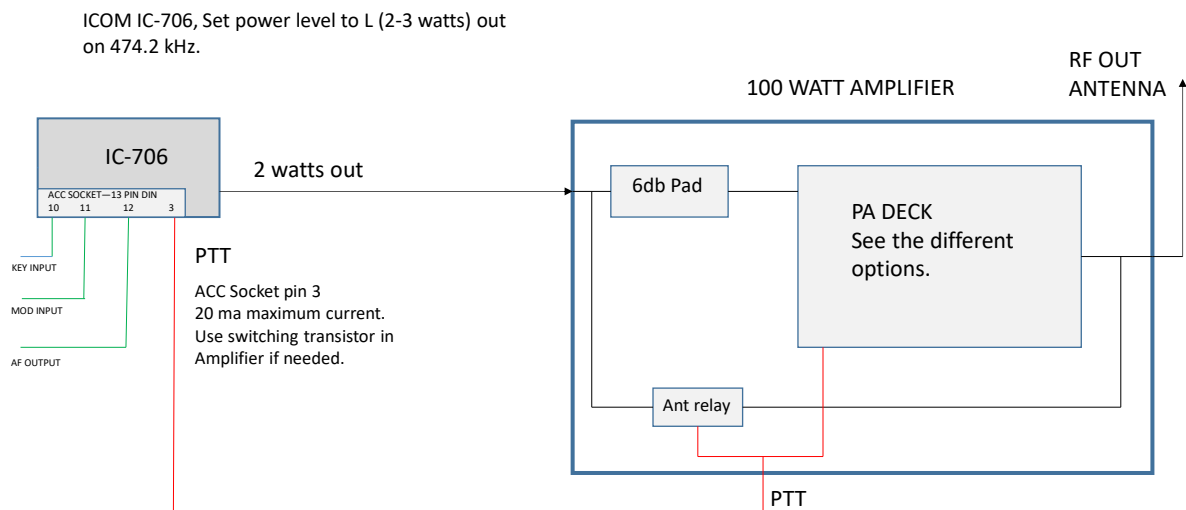 ICOM IC-706, Set power level to L (2-3 watts) out
on 474.2 kHz.
RF OUT
ANTENNA
100 WATT AMPLIFIER
IC-706
2 watts out
ACC SOCKET—13 PIN DIN
10 11 12 3
6db Pad
PA DECK
See the different
options.
PTT
KEY INPUT
ACC Socket pin 3
20 ma maximum current.
Use switching transistor in
Amplifier if needed.
MOD INPUT
AF OUTPUT
Ant relay
PTT